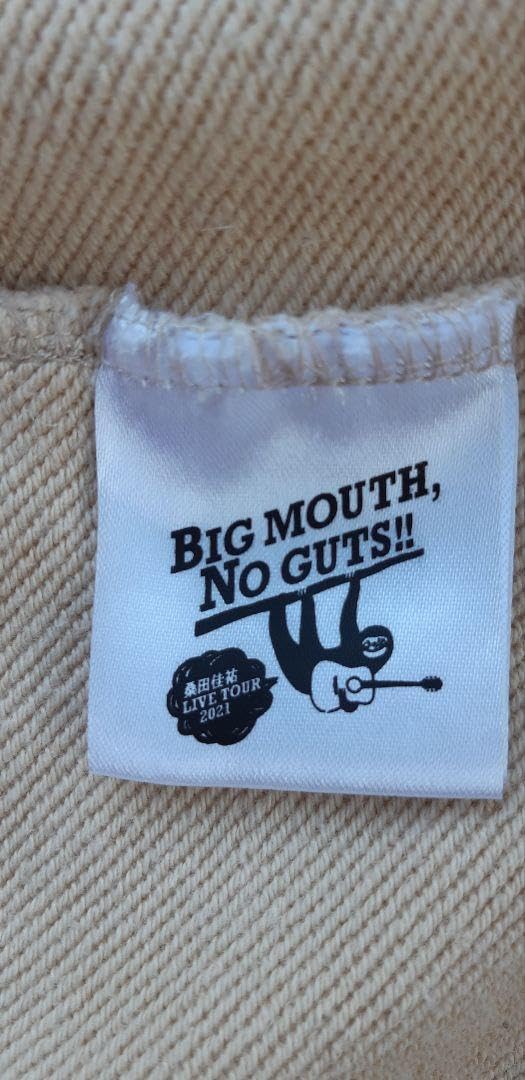 BIG MOUTH,
NO GUTS!!
桑田佳祐
LIVE TOUR
2021